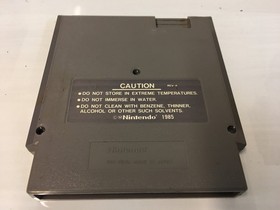 CAUTION
• DO NOT STORE IN EXTREME TEMPERATURES.
• DO NOT IMMERSE IN WATER.
• DO NOT CLEAN WITH BENZENE, THINNER,
ALCOHOL OR OTHER SUCH SOLVENTS.
Nintendo 1985